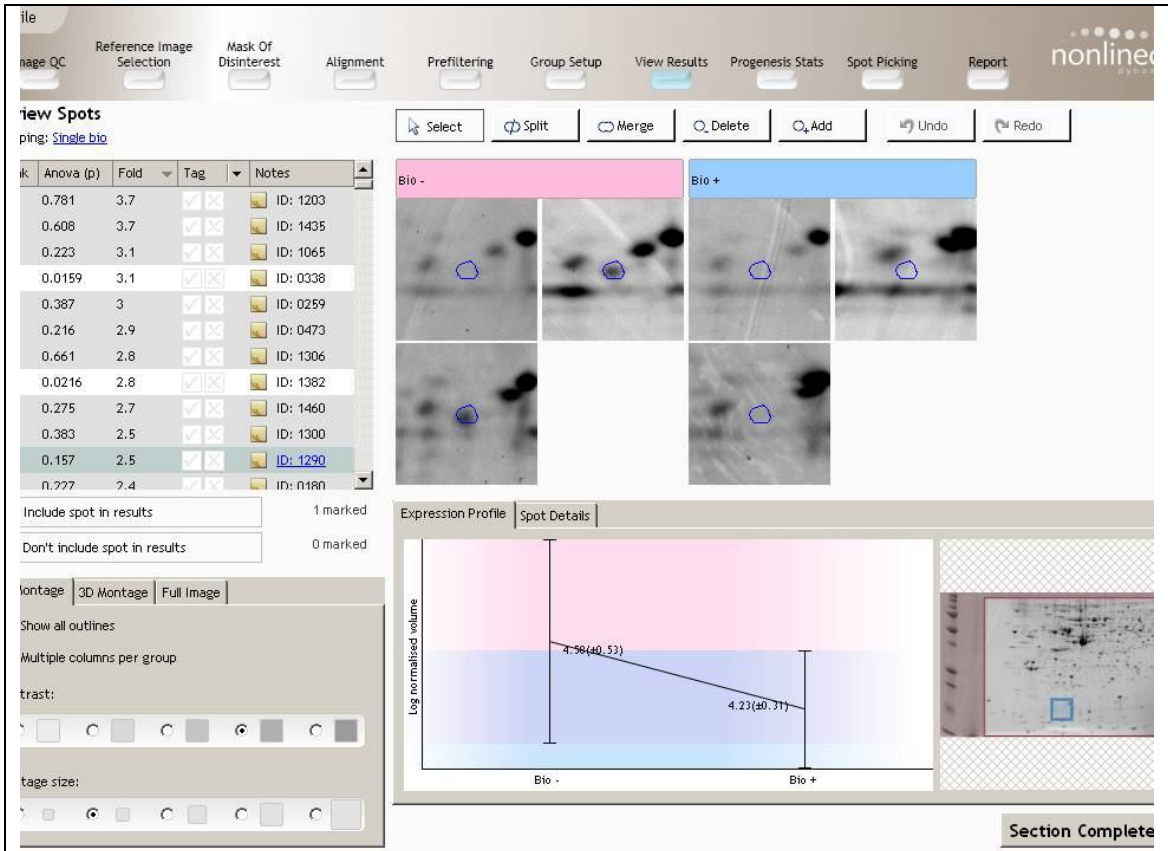 ile
mage QC
Reference Image Selection
Mask Of Disinterest
Alignment
Prefiltering
Group Setup
View Results
Progenesis Stats
Spot Picking
Report
nonlinea
dyna
view Spots
ping: Single bio
Select
Split
Merge
Delete
Add
Undo
Redo
nk Anova (p) Fold Tag Notes
0.781 3.7 ID: 1203
0.608 3.7 ID: 1435
0.223 3.1 ID: 1065
0.0159 3.1 ID: 0338
0.387 3 ID: 0259
0.216 2.9 ID: 0473
0.661 2.8 ID: 1306
0.0216 2.8 ID: 1382
0.275 2.7 ID: 1460
0.383 2.5 ID: 1300
0.157 2.5 ID: 1290
0.227 2.4 ID: 0180
Bio -
Bio +
Include spot in results
1 marked
Don't include spot in results
0 marked
Montage 3D Montage Full Image
Show all outlines
Multiple columns per group
trast:
tage size:
Expression Profile Spot Details
Log normalised volume
4.58(±0.53)
4.23(±0.31)
Bio -
Bio +
Section Complete